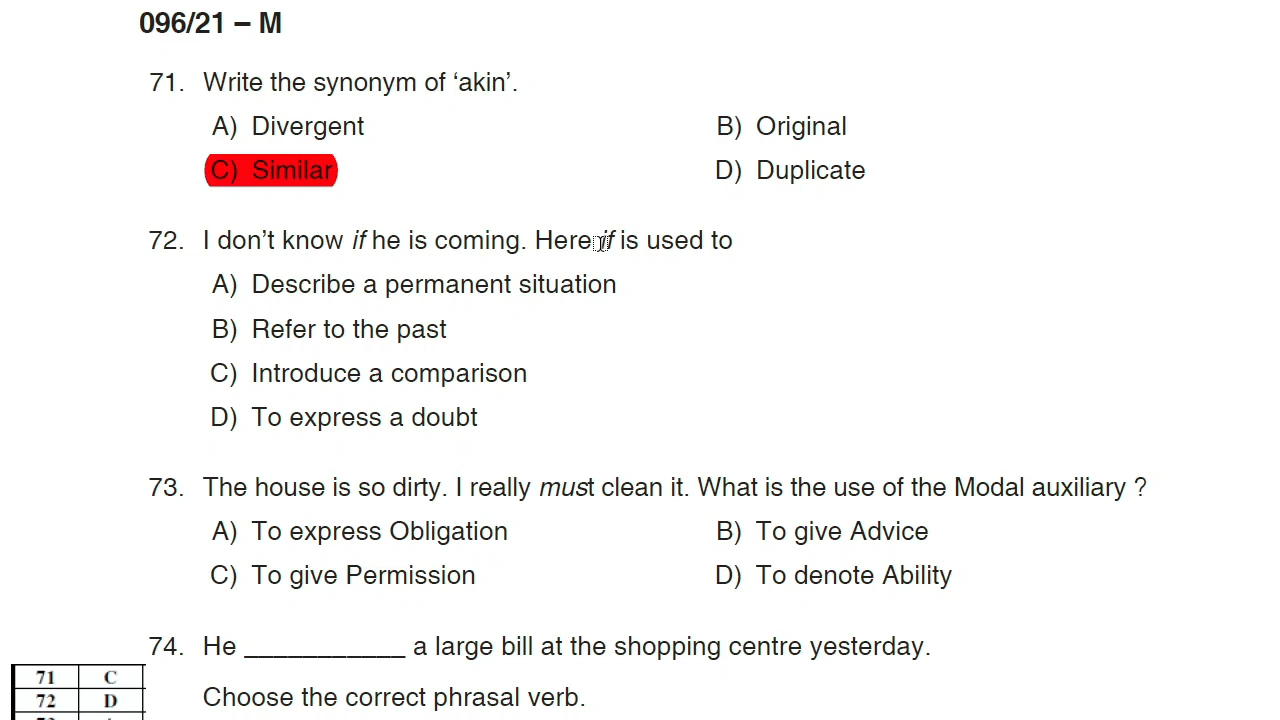 096/21 – M
71. Write the synonym of ‘akin’.
A) Divergent B) Original
C) Similar D) Duplicate
72. I don’t know if he is coming. Here if is used to
A) Describe a permanent situation
B) Refer to the past
C) Introduce a comparison
D) To express a doubt
73. The house is so dirty. I really must clean it. What is the use of the Modal auxiliary ?
A) To express Obligation B) To give Advice
C) To give Permission D) To denote Ability
74. He ___________ a large bill at the shopping centre yesterday.
Choose the correct phrasal verb.
71 C
72 D